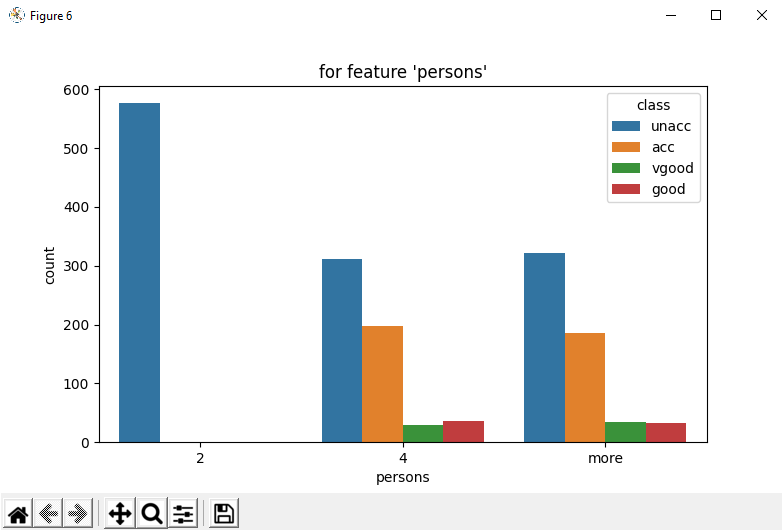 Figure 6
for feature 'persons'
600
500
400
300
200
100
0
count
class
unacc
acc
vgood
good
2
4
more
persons